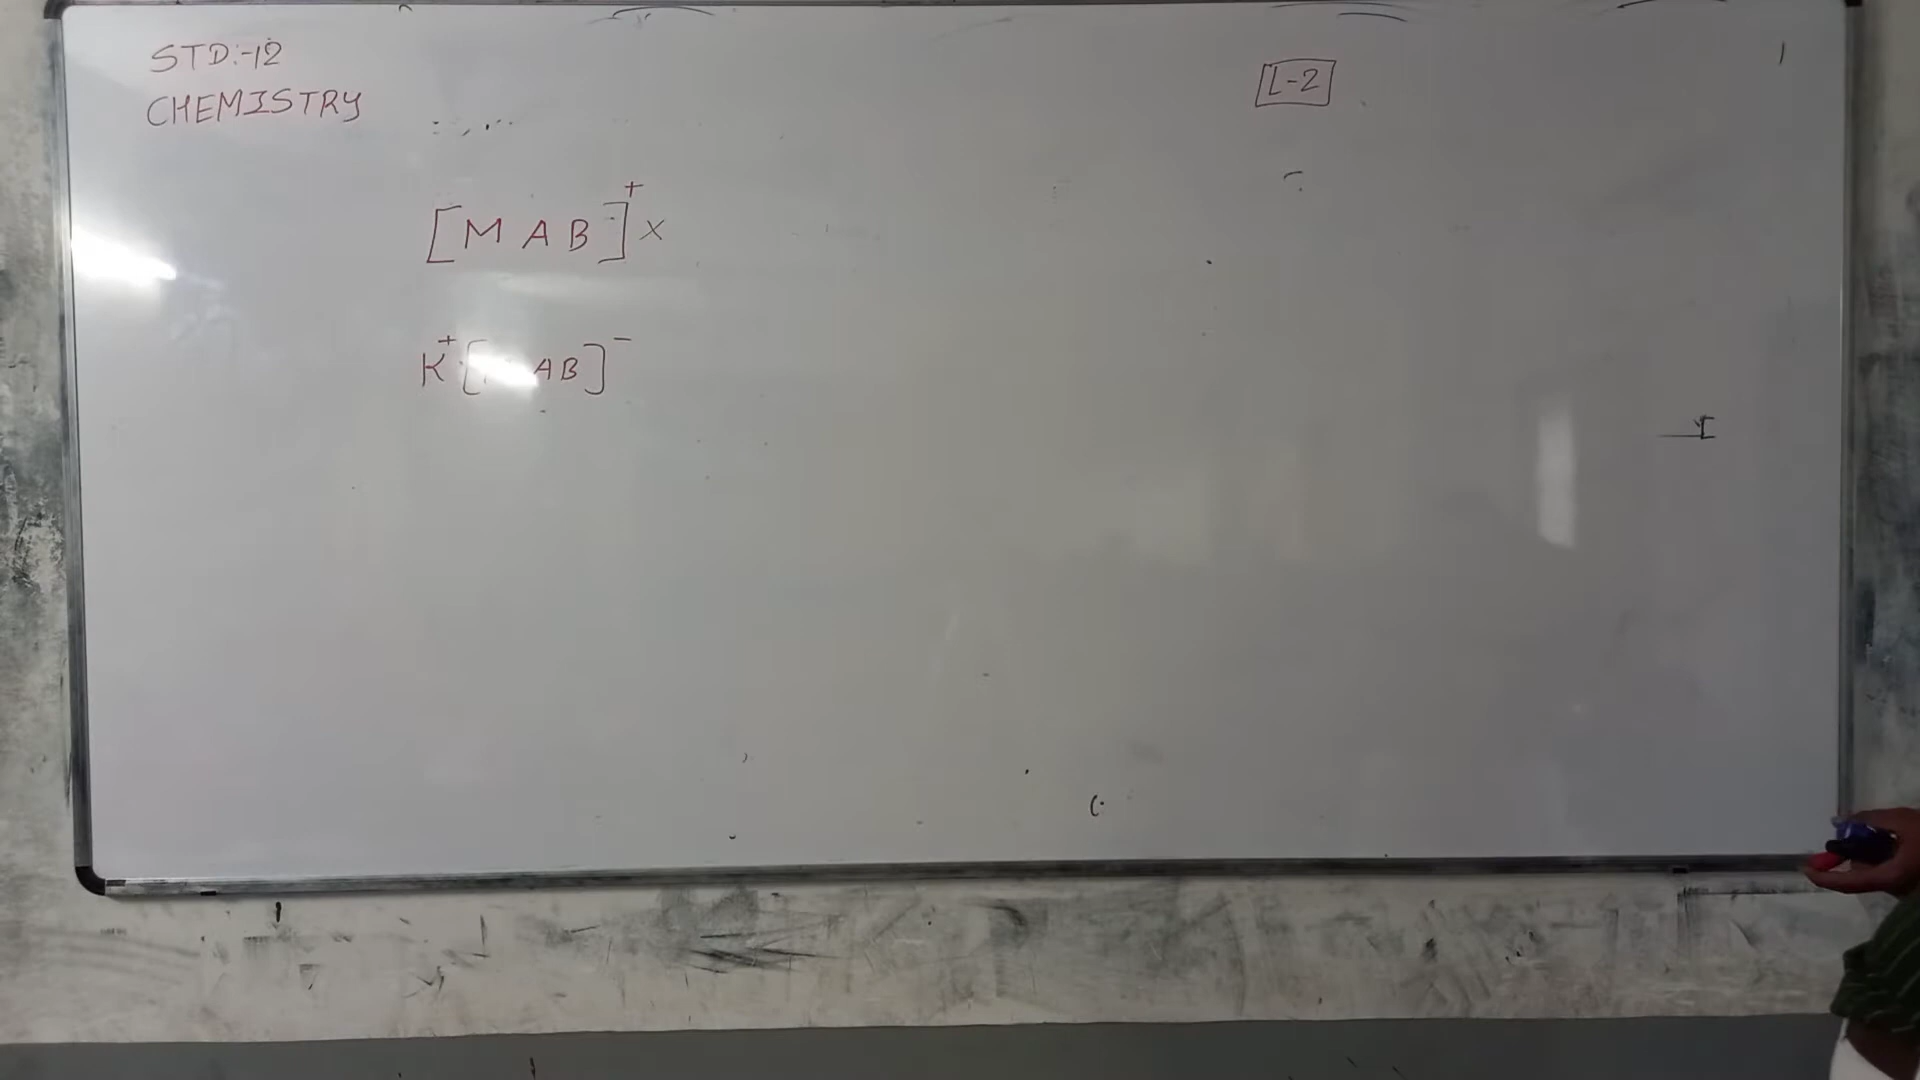 STD:-12
CHEMISTRY
L-2
[M A B]⁺ X
K⁺[ AB]⁻